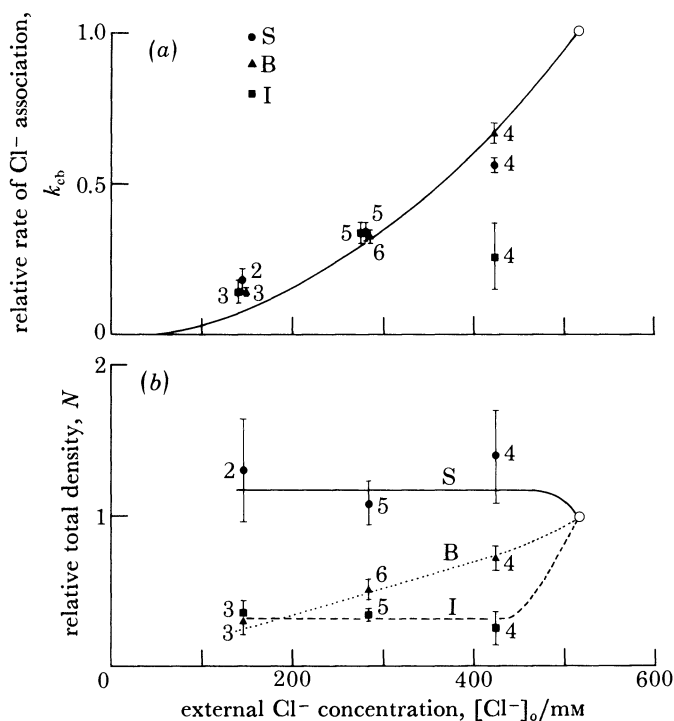 relative rate of Cl⁻ association,
k_cb
1.0
0.5
0
(a)
S
B
I
2
3
3
5
5
6
4
4
4
relative total density, N
2
1
0
(b)
2
5
4
S
B
6
4
3
5
I
3
4
0
200
400
600
external Cl⁻ concentration, [Cl⁻]₀/mM